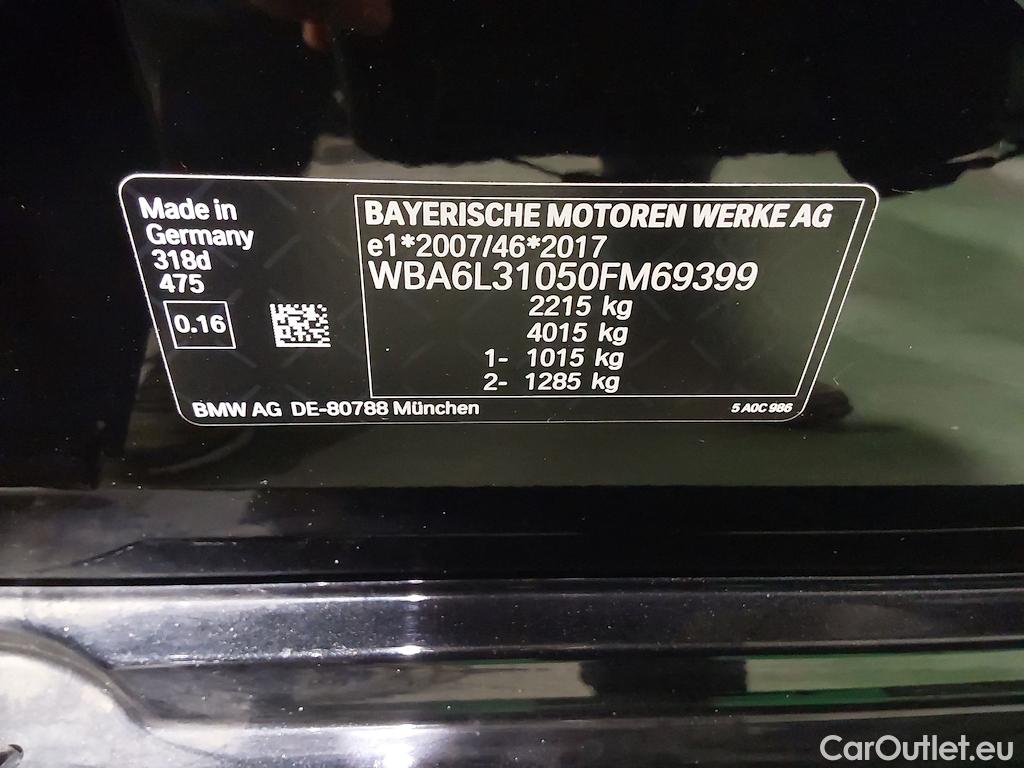 Made in
Germany
318d
475
0.16
BAYERISCHE MOTOREN WERKE AG
e1*2007/46*2017
WBA6L31050FM69399
2215 kg
4015 kg
1- 1015 kg
2- 1285 kg
BMW AG DE-80788 München
5 A0C 986
CarOutlet.eu